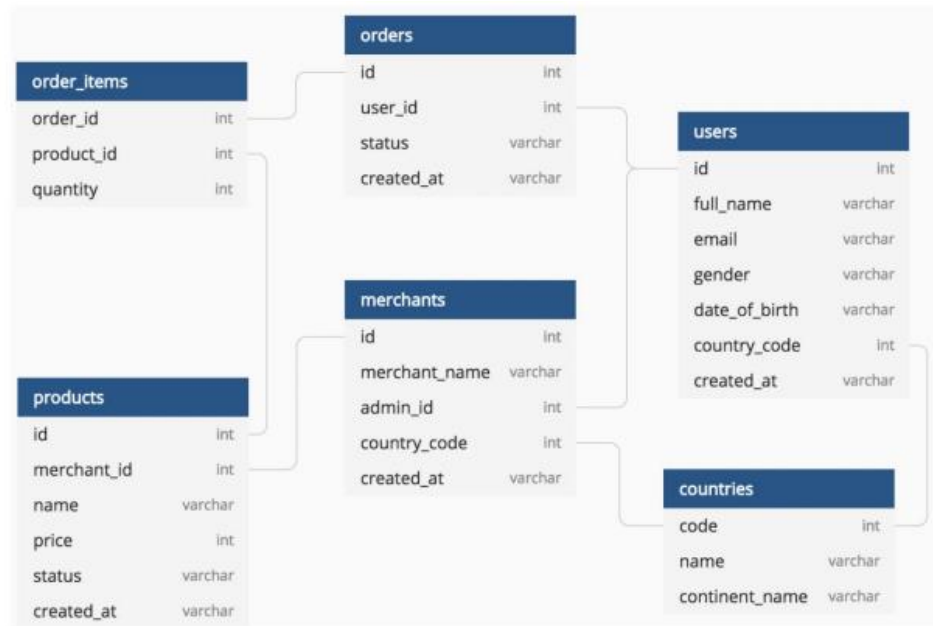 orders
id int
user_id int
status varchar
created_at varchar
order_items
order_id int
product_id int
quantity int
users
id int
full_name varchar
email varchar
gender varchar
date_of_birth varchar
country_code int
created_at varchar
merchants
id int
merchant_name varchar
admin_id int
country_code int
created_at varchar
products
id int
merchant_id int
name varchar
price int
status varchar
created_at varchar
countries
code int
name varchar
continent_name varchar